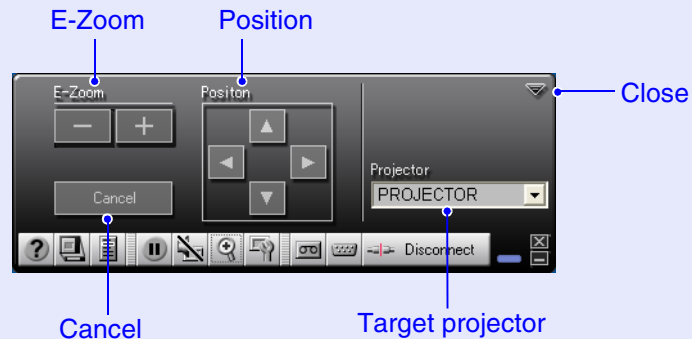 E-Zoom Position
Close
E-Zoom Positon
− +
Projector
PROJECTOR
Cancel
? Disconnect
Cancel Target projector